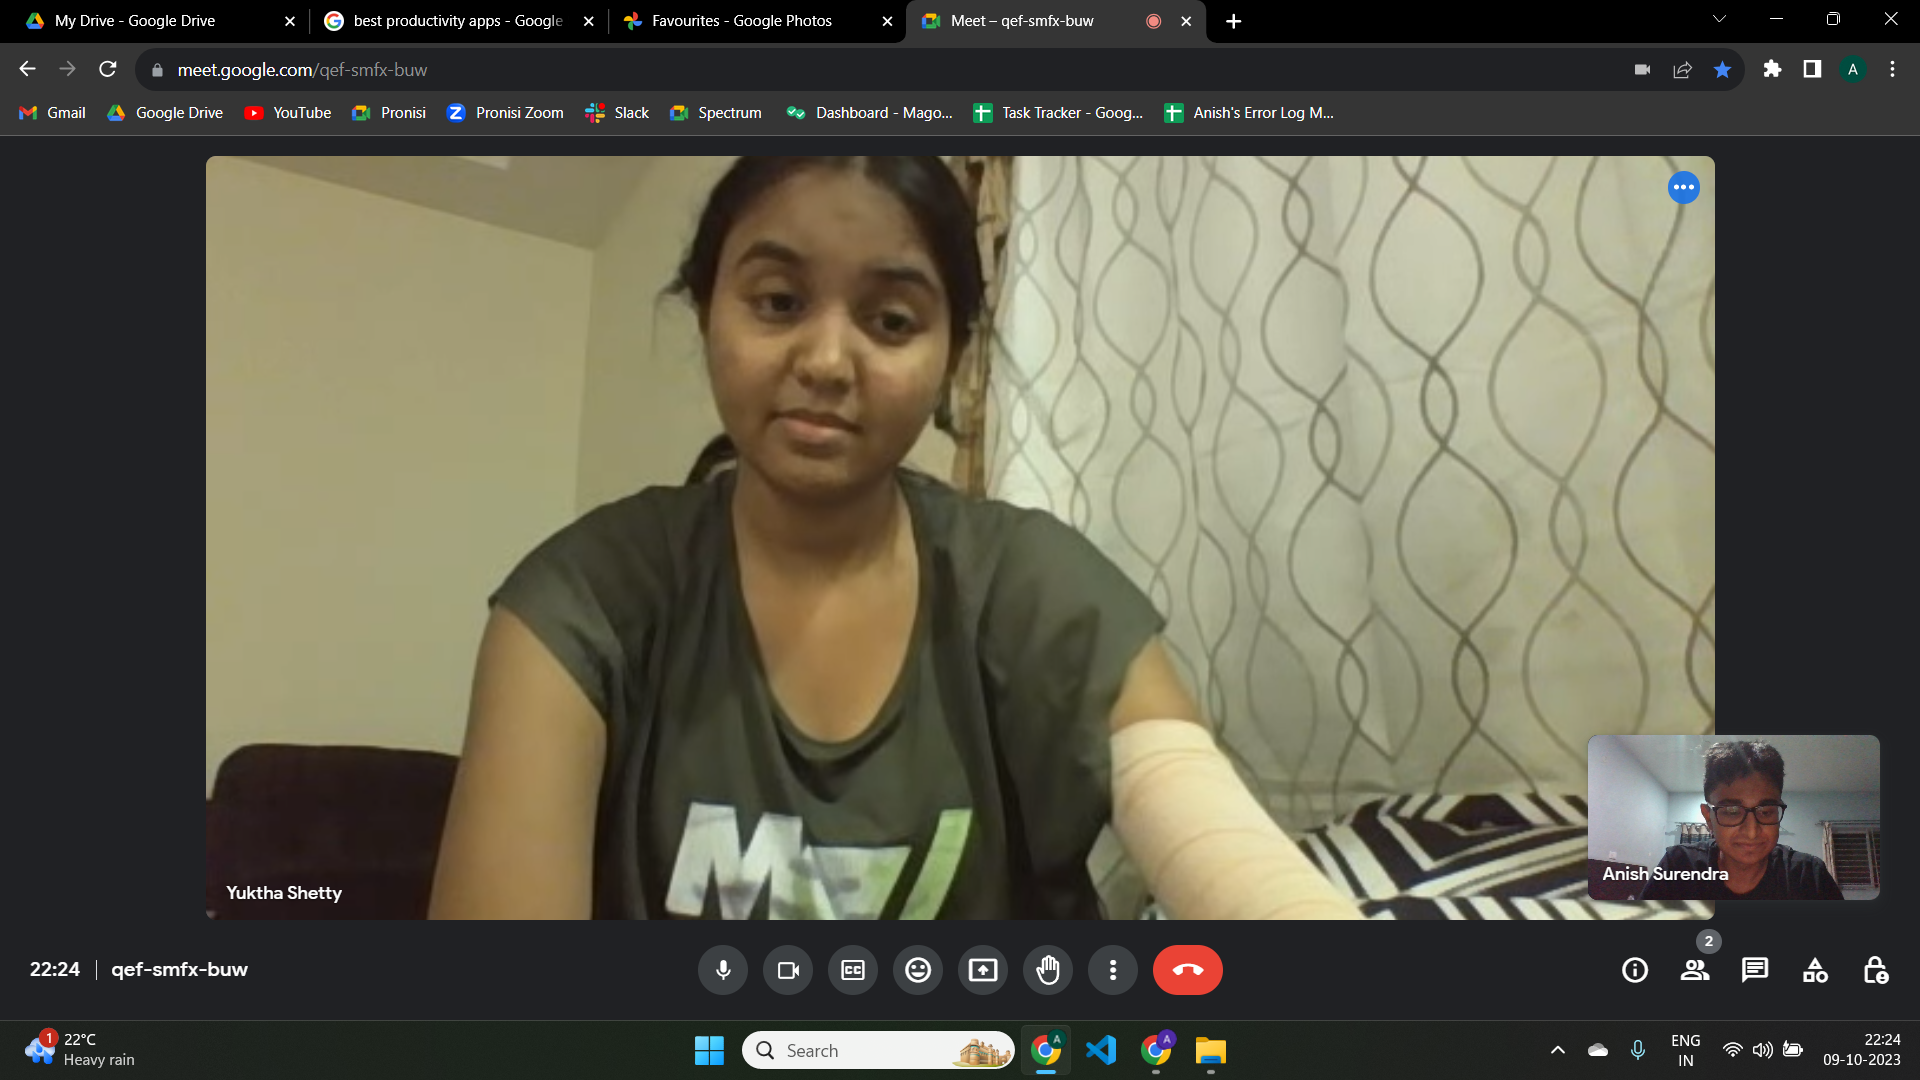 My Drive - Google Drive
best productivity apps - Google
Favourites - Google Photos
Meet – qef-smfx-buw
meet.google.com/qef-smfx-buw
A
Gmail
Google Drive
YouTube
Pronisi
Pronisi Zoom
Slack
Spectrum
Dashboard - Mago...
Task Tracker - Goog...
Anish's Error Log M...
Yuktha Shetty
Anish Surendra
22:24
qef-smfx-buw
CC
2
1
22°C
Heavy rain
Search
A
A
ENG
IN
22:24
09-10-2023